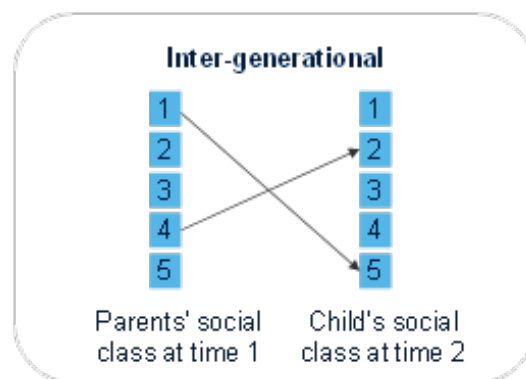 Inter-generational
1 1
2 2
3 3
4 4
5 5
Parents' social Child's social
class at time 1 class at time 2